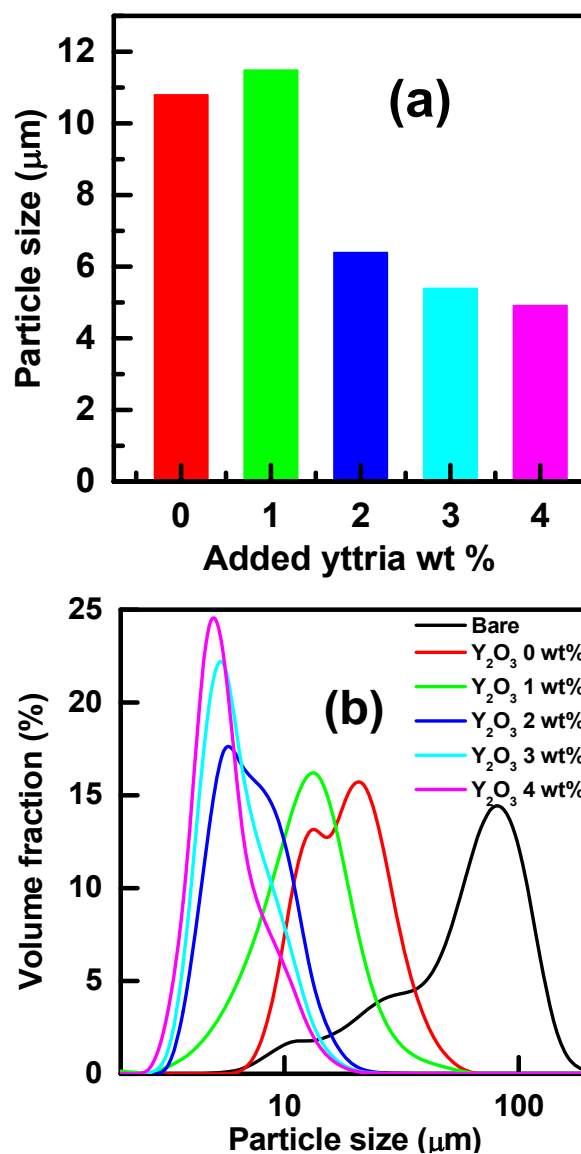 12
10
8
6
4
2
0
Particle size (μm)
(a)
0 1 2 3 4
Added yttria wt %
25
20
15
10
5
0
Volume fraction (%)
(b)
Bare
Y₂O₃ 0 wt%
Y₂O₃ 1 wt%
Y₂O₃ 2 wt%
Y₂O₃ 3 wt%
Y₂O₃ 4 wt%
10 100
Particle size (μm)